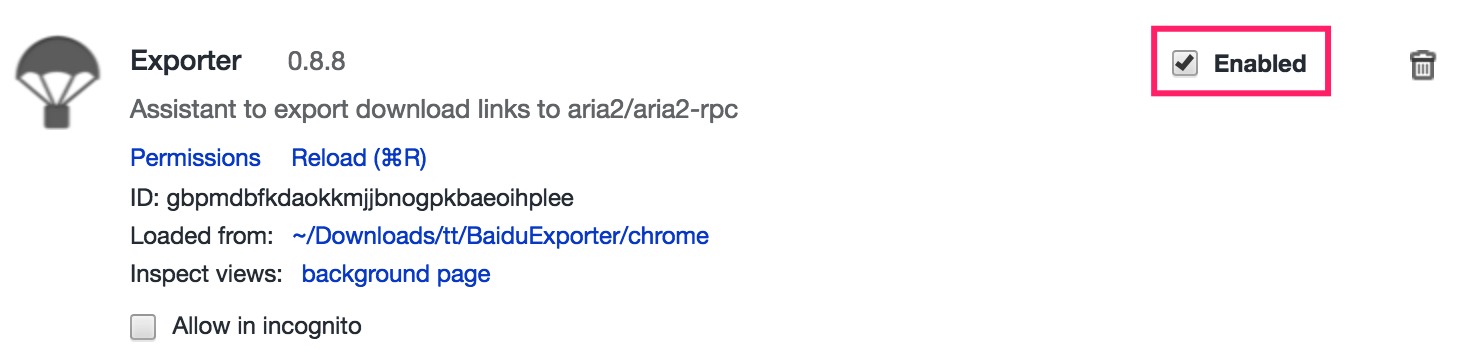 Exporter 0.8.8 Enabled
Assistant to export download links to aria2/aria2-rpc
Permissions Reload (⌘R)
ID: gbpmdbfkdaokkmjjbnogpkbaeoihplee
Loaded from: ~/Downloads/tt/BaiduExporter/chrome
Inspect views: background page
Allow in incognito